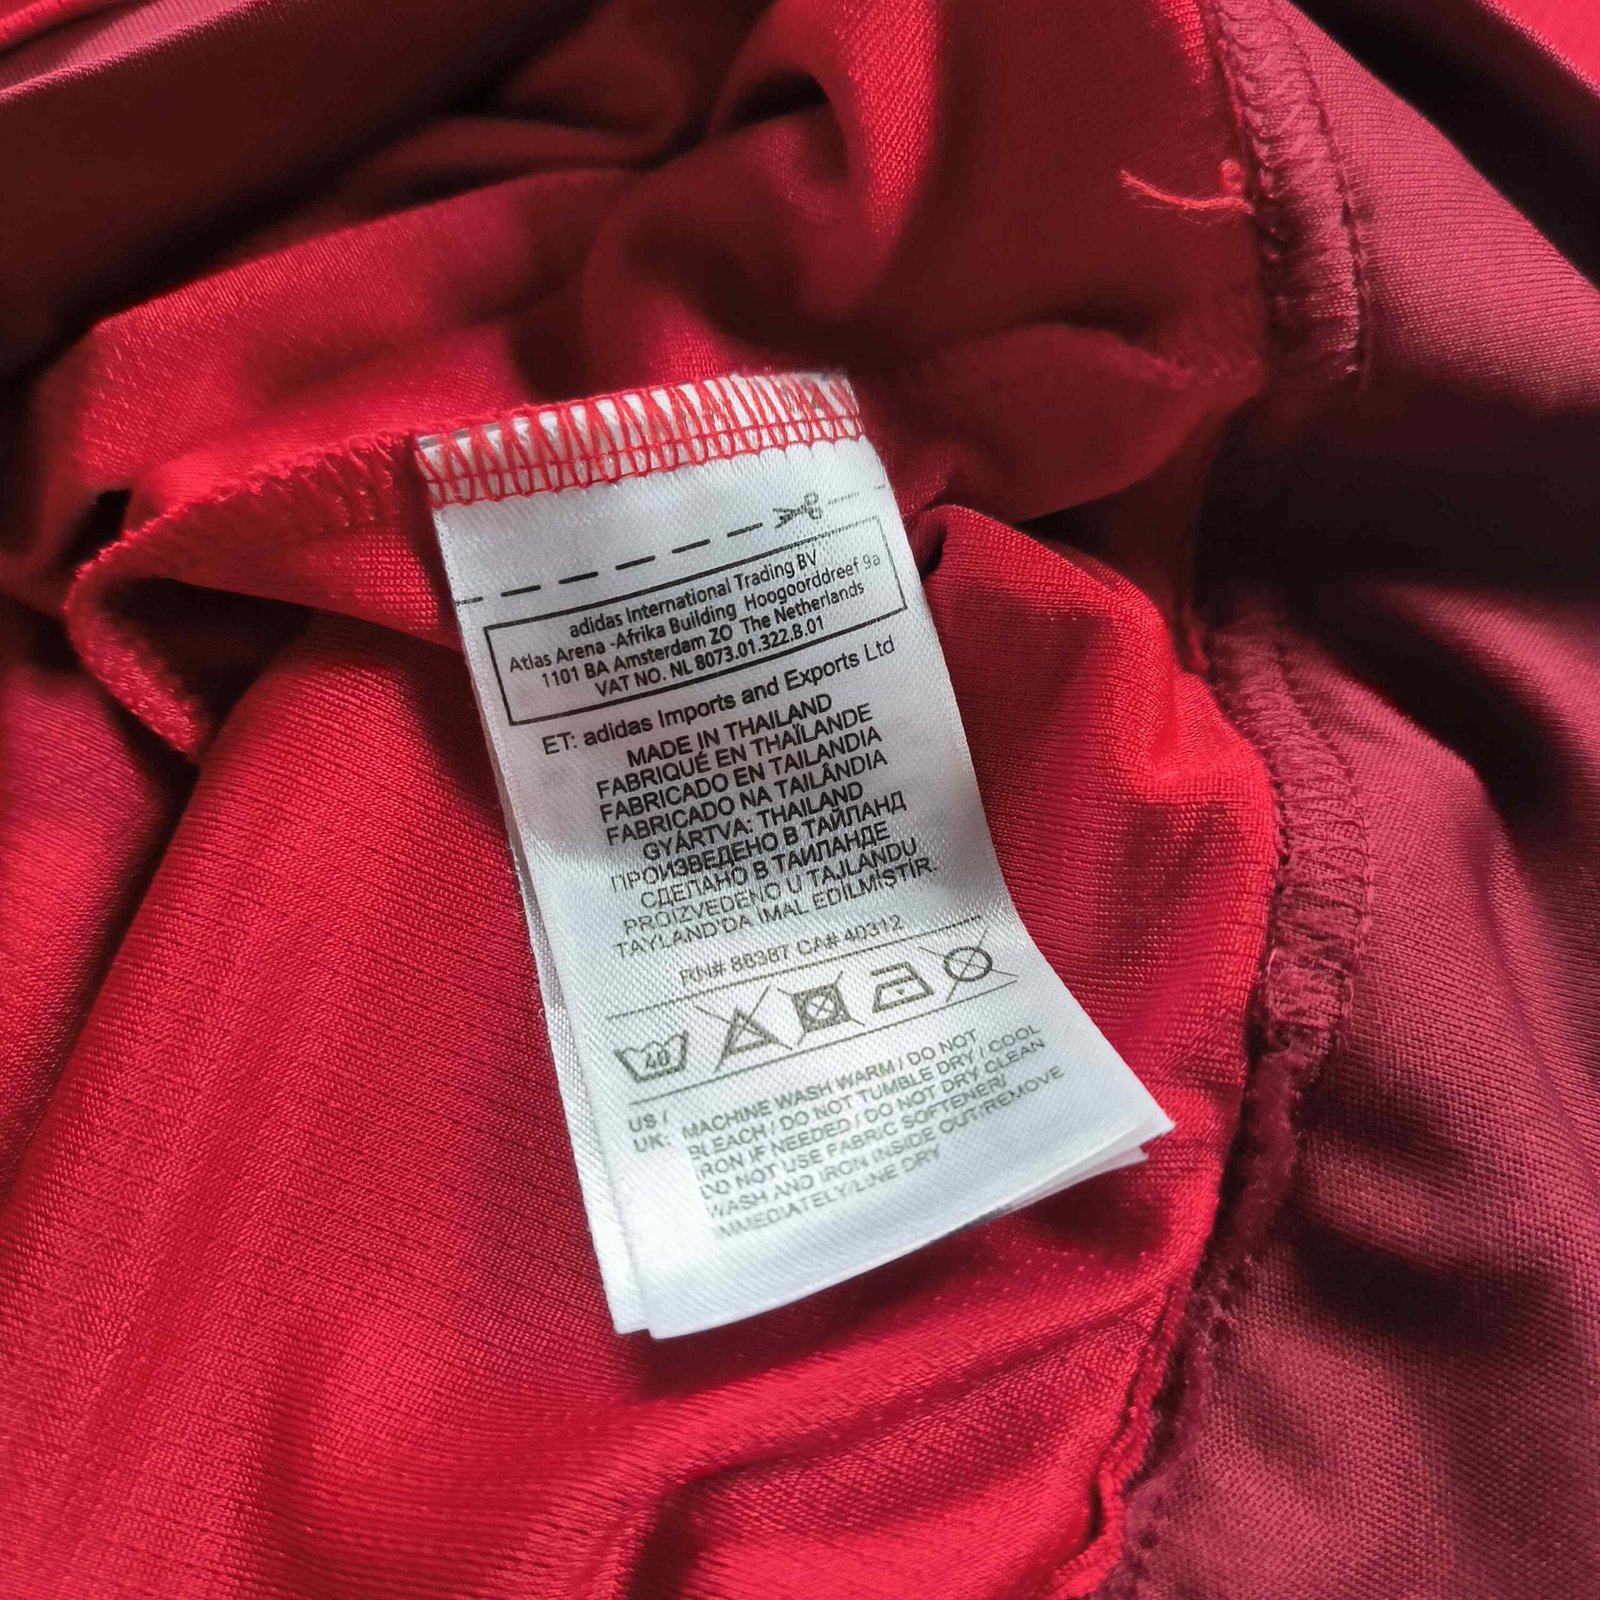 adidas International Trading BV
Atlas Arena -Afrika Building Hoogoorddreef 9a
1101 BA Amsterdam ZO The Netherlands
VAT NO. NL 8073.01.322.B.01
ET: adidas Imports and Exports Ltd
MADE IN THAILAND
FABRIQUÉ EN THAÏLANDE
FABRICADO EN TAILANDIA
FABRICADO NA TAILÂNDIA
GYÁRTVA: THAILAND
ПРОИЗВЕДЕНО В ТАЙЛАНД
СДЕЛАНО В ТАИЛАНДЕ
PROIZVEDENO U TAJLANDU
TAYLAND'DA İMAL EDİLMİŞTİR.
RN# 88387 CA# 40312
40
US / UK: MACHINE WASH WARM / DO NOT
BLEACH / DO NOT TUMBLE DRY / COOL
IRON IF NEEDED / DO NOT DRY CLEAN
DO NOT USE FABRIC SOFTENER/
WASH AND IRON INSIDE OUT/REMOVE
IMMEDIATELY/LINE DRY